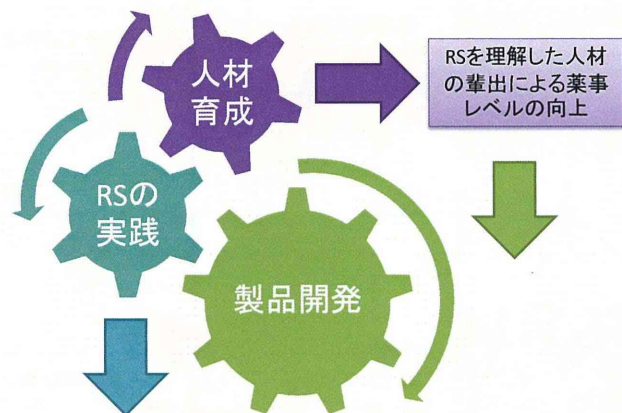 人材
育成
RSを理解した人材
の輩出による薬事
レベルの向上
RSの
実践
製品開発